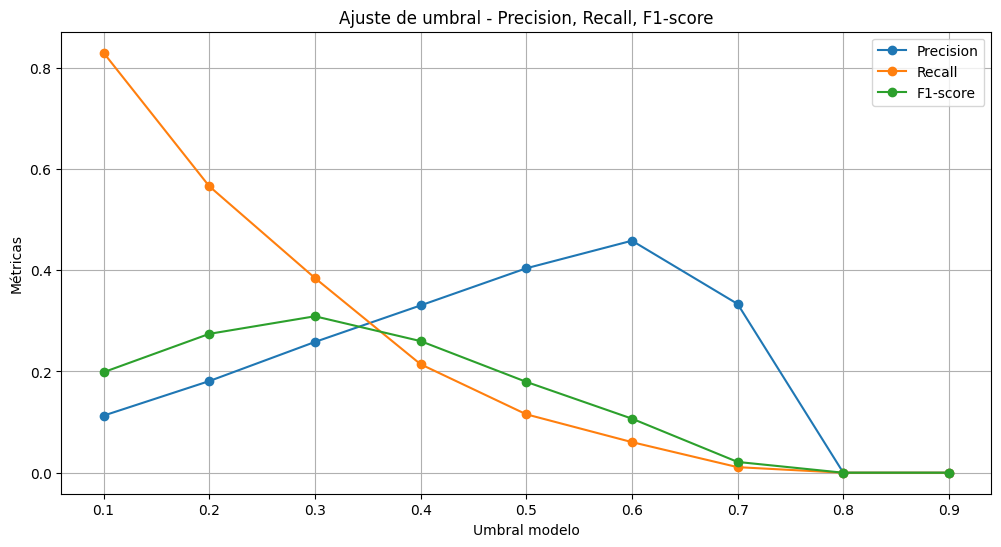 Ajuste de umbral - Precision, Recall, F1-score
Precision
Recall
F1-score
Métricas
0.8
0.6
0.4
0.2
0.0
0.1 0.2 0.3 0.4 0.5 0.6 0.7 0.8 0.9
Umbral modelo